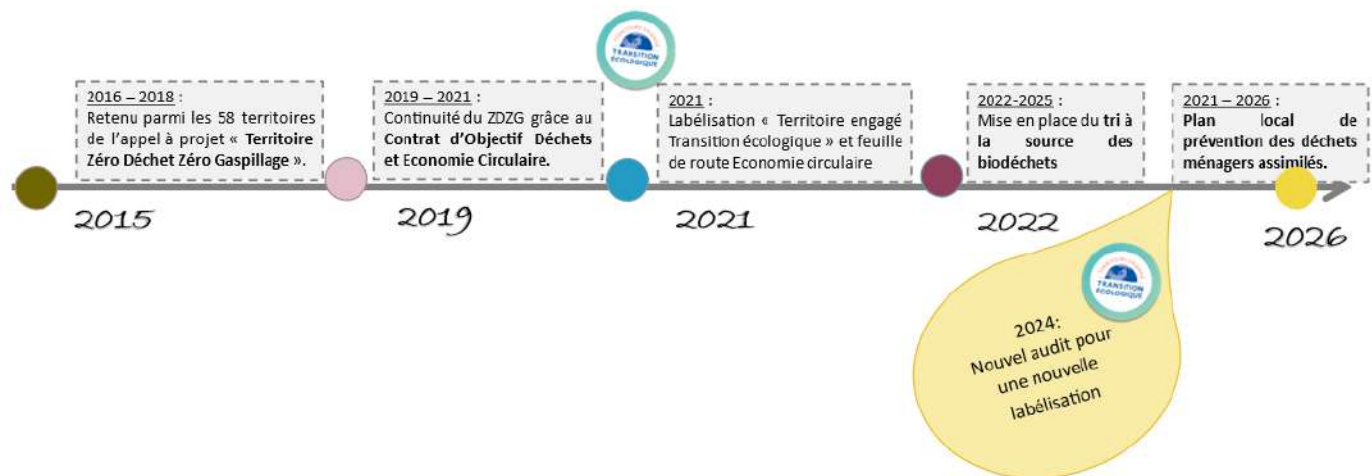 TRANSITION
ÉCOLOGIQUE
2016 – 2018 :
Retenu parmi les 58 territoires
de l'appel à projet « Territoire
Zéro Déchet Zéro Gaspillage ».
2019 – 2021 :
Continuité du ZDZG grâce au
Contrat d'Objectif Déchets
et Economie Circulaire.
2021 :
Labélisation « Territoire engagé
Transition écologique » et feuille
de route Economie circulaire
2022-2025 :
Mise en place du tri à
la source des
biodéchets
2021 – 2026 :
Plan local de
prévention des déchets
ménagers assimilés.
2015
2019
2021
2022
2026
TRANSITION
ÉCOLOGIQUE
2024:
Nouvel audit pour
une nouvelle
labélisation